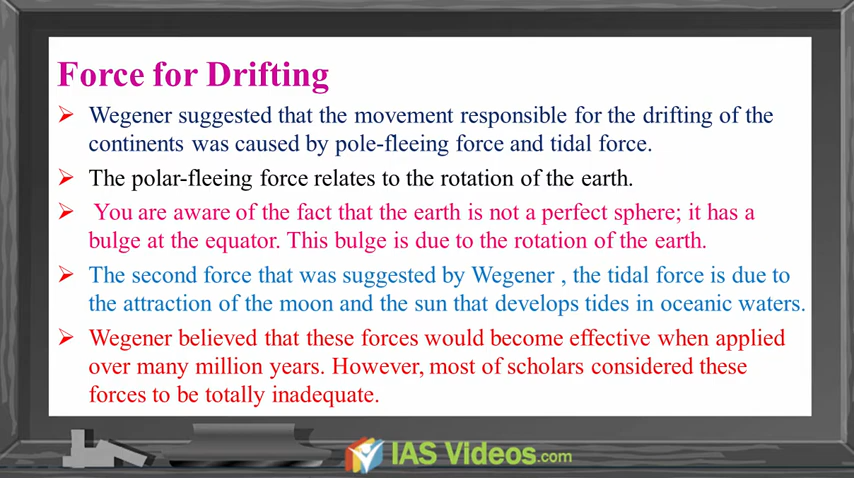 Force for Drifting
Wegener suggested that the movement responsible for the drifting of the
continents was caused by pole-fleeing force and tidal force.
The polar-fleeing force relates to the rotation of the earth.
You are aware of the fact that the earth is not a perfect sphere; it has a
bulge at the equator. This bulge is due to the rotation of the earth.
The second force that was suggested by Wegener , the tidal force is due to
the attraction of the moon and the sun that develops tides in oceanic waters.
Wegener believed that these forces would become effective when applied
over many million years. However, most of scholars considered these
forces to be totally inadequate.
IAS Videos.com